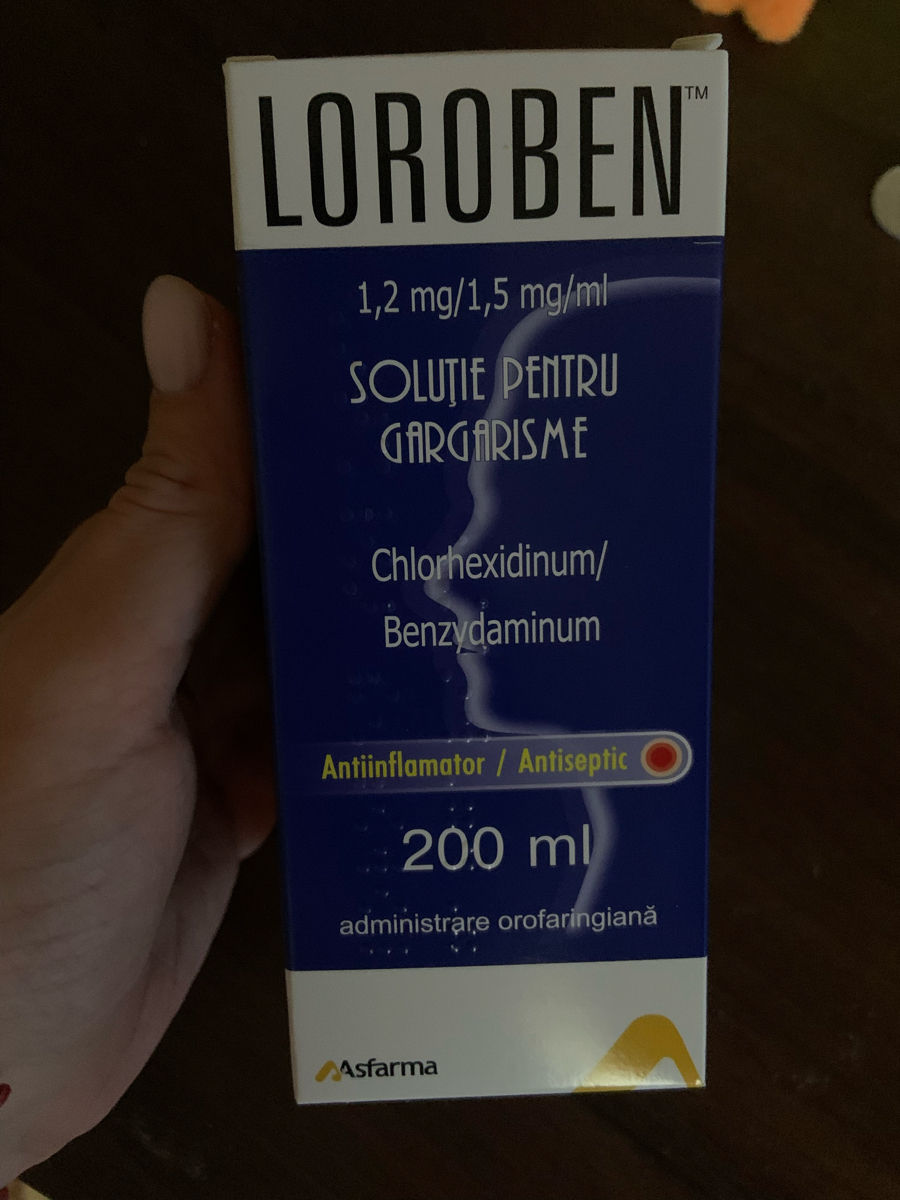 LOROBEN™
1,2 mg/1,5 mg/ml
SOLUŢIE PENTRU
GARGARISME
Chlorhexidinum/
Benzydaminum
Antiinflamator / Antiseptic
200 ml
administrare orofaringiană
Asfarma